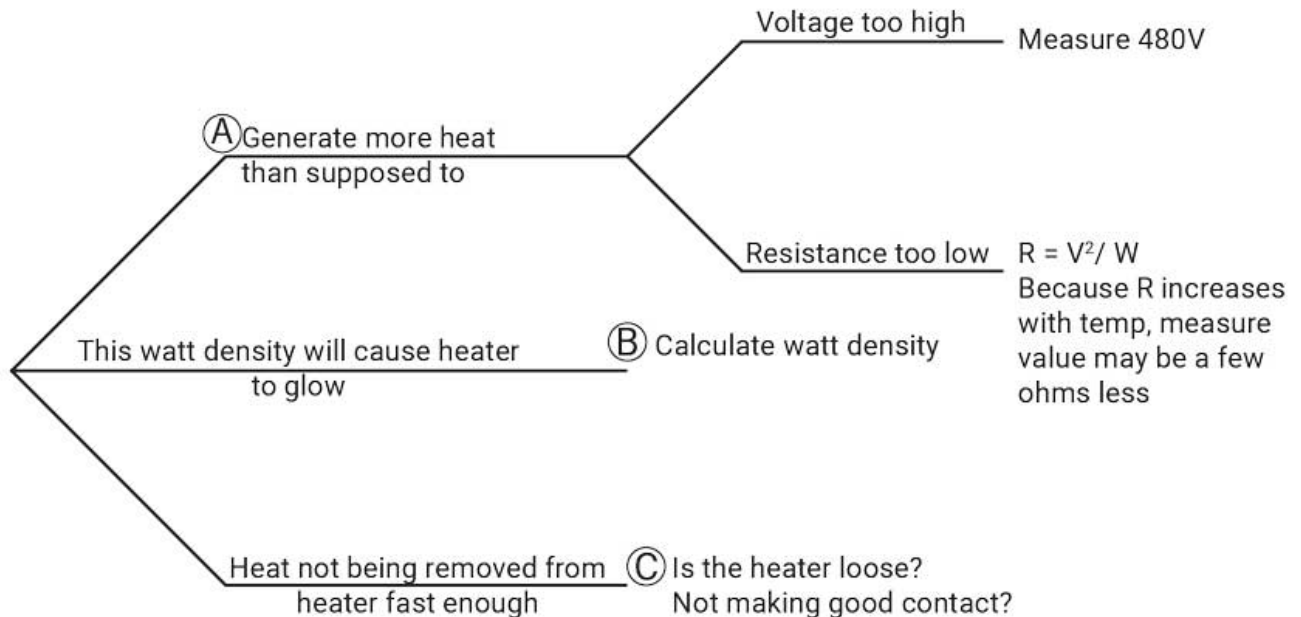 Voltage too high
Measure 480V
Ⓐ Generate more heat
than supposed to
Resistance too low
R = V²/ W
Because R increases
with temp, measure
value may be a few
ohms less
This watt density will cause heater
to glow
Ⓑ Calculate watt density
Heat not being removed from
heater fast enough
Ⓒ Is the heater loose?
Not making good contact?